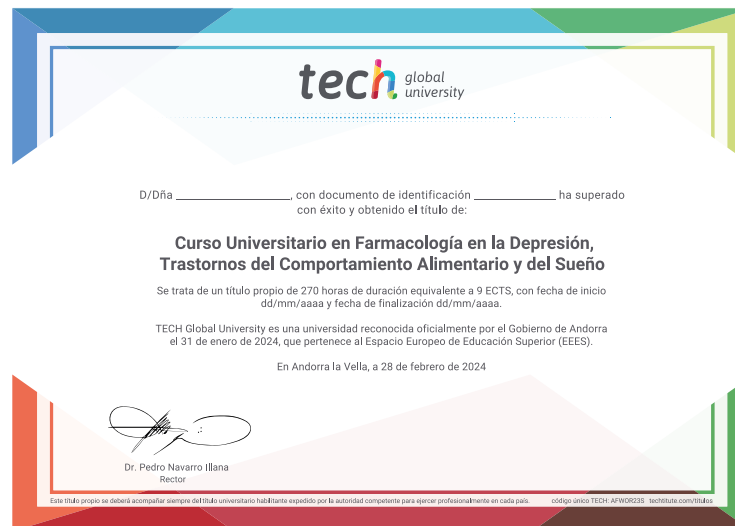 tech global
university
D/Dña ______________, con documento de identificación __________ ha superado
con éxito y obtenido el título de:
Curso Universitario en Farmacología en la Depresión,
Trastornos del Comportamiento Alimentario y del Sueño
Se trata de un título propio de 270 horas de duración equivalente a 9 ECTS, con fecha de inicio
dd/mm/aaaa y fecha de finalización dd/mm/aaaa.
TECH Global University es una universidad reconocida oficialmente por el Gobierno de Andorra
el 31 de enero de 2024, que pertenece al Espacio Europeo de Educación Superior (EEES).
En Andorra la Vella, a 28 de febrero de 2024
Dr. Pedro Navarro Illana
Rector
Este título propio se deberá acompañar siempre del título universitario habilitante expedido por la autoridad competente para ejercer profesionalmente en cada país. código único TECH: AFWOR23S techtitute.com/titulos